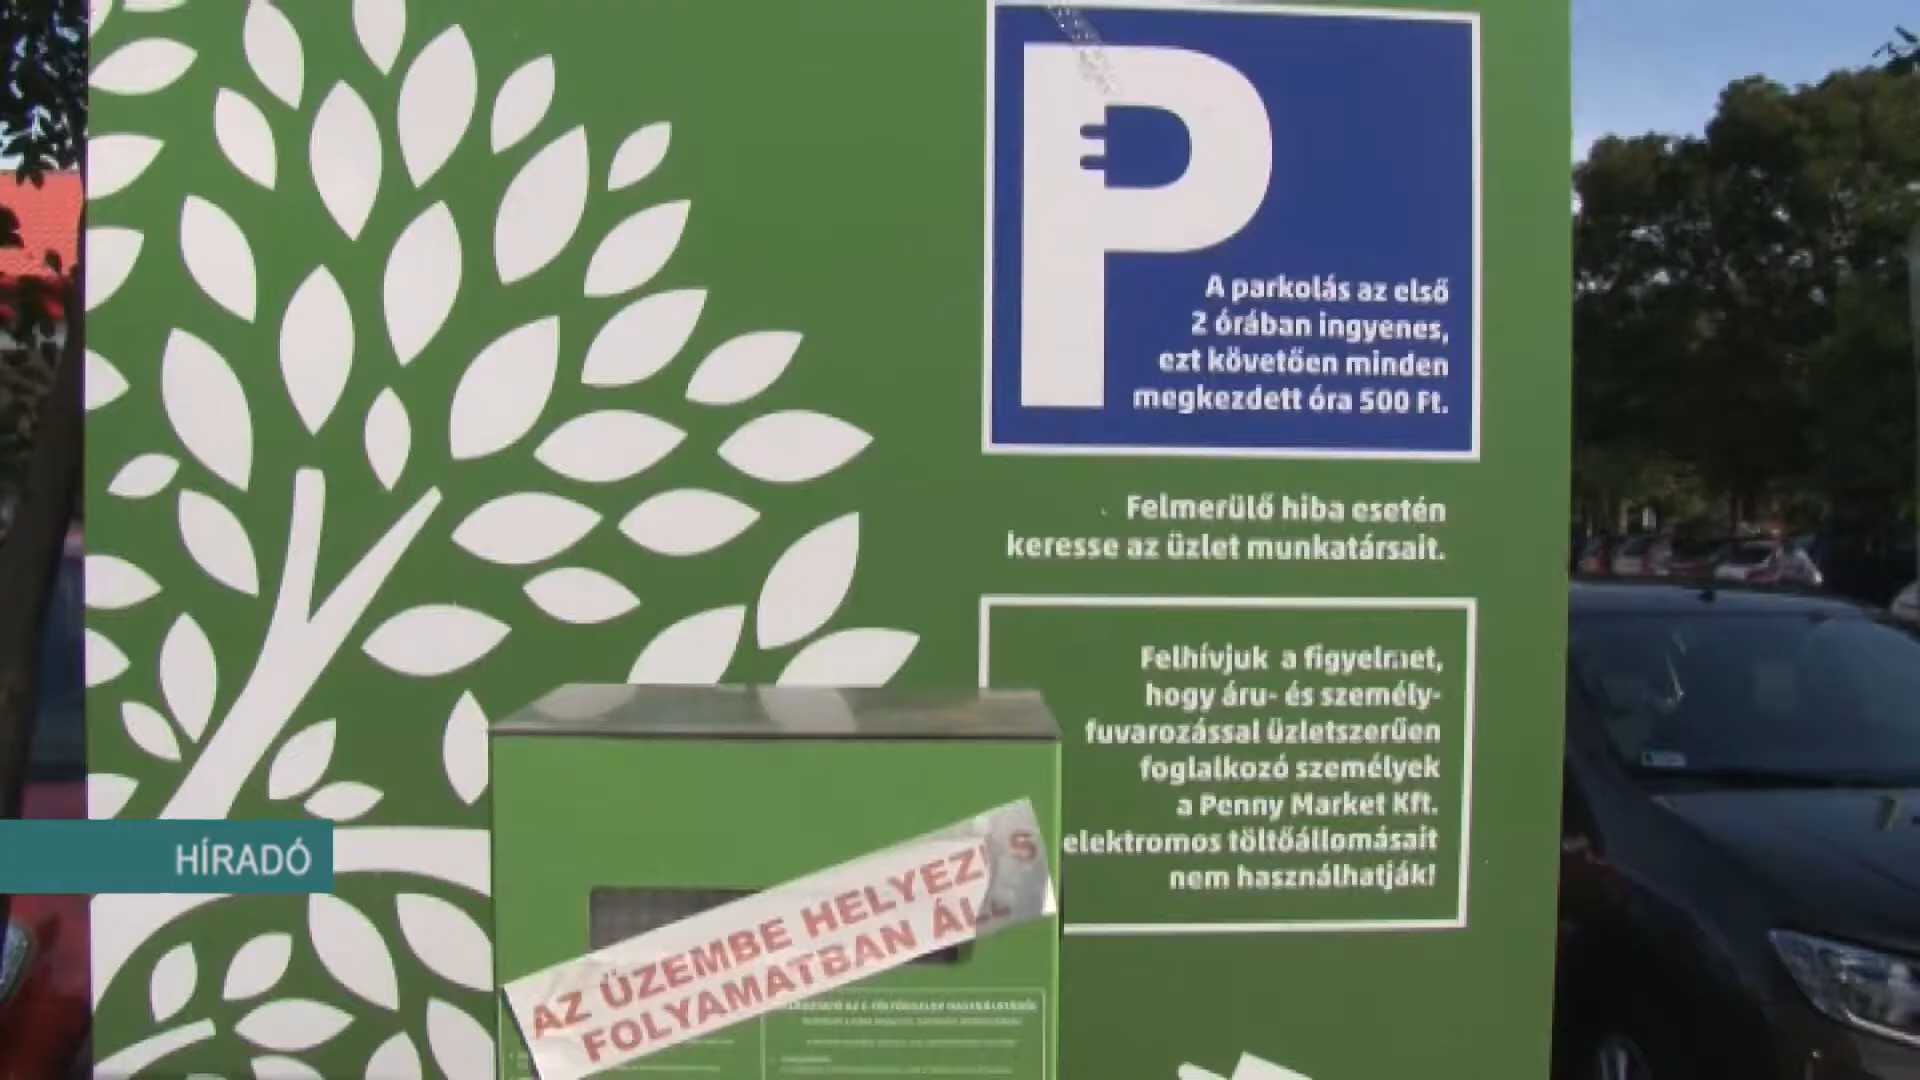 P
A parkolás az első
2 órában ingyenes,
ezt követően minden
megkezdett óra 500 Ft.
Felmerülő hiba esetén
keresse az üzlet munkatársait.
Felhívjuk a figyelmet,
hogy áru- és személy-
fuvarozással üzletszerűen
foglalkozó személyek
a Penny Market Kft.
elektromos töltőállomásait
nem használhatják!
HÍRADÓ
AZ ÜZEMBE HELYEZÉS
FOLYAMATBAN ÁLL